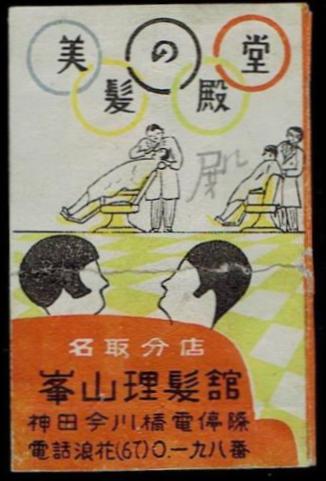 美髪の殿堂
名取分店
峯山理髪舘
神田今川橋電停際
電話浪花(67)〇一九八番